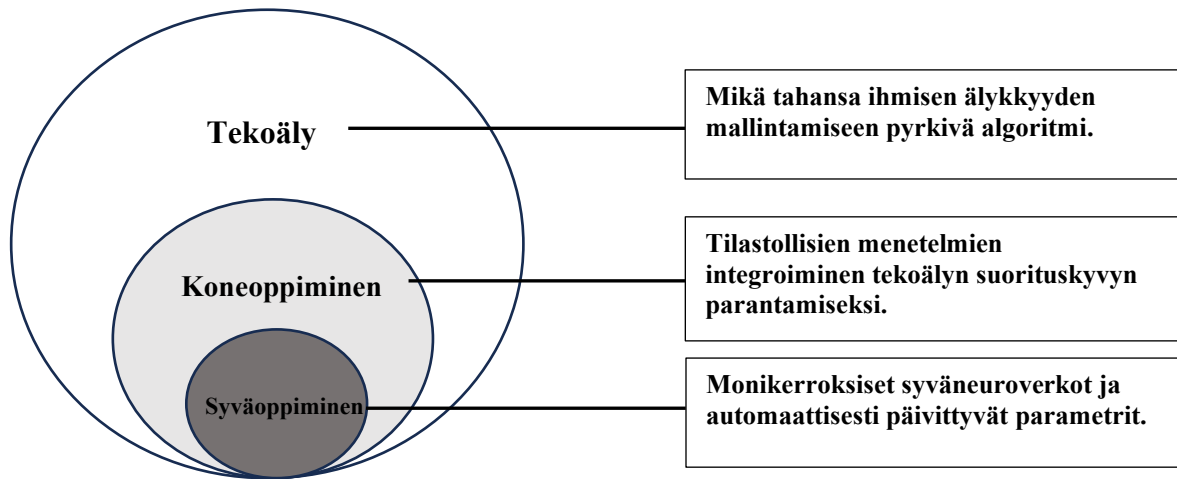 Tekoäly
Mikä tahansa ihmisen älykkyyden
mallintamiseen pyrkivä algoritmi.
Koneoppiminen
Tilastollisien menetelmien
integroiminen tekoälyn suorituskyvyn
parantamiseksi.
Syväoppiminen
Monikerroksiset syväneuroverkot ja
automaattisesti päivittyvät parametrit.